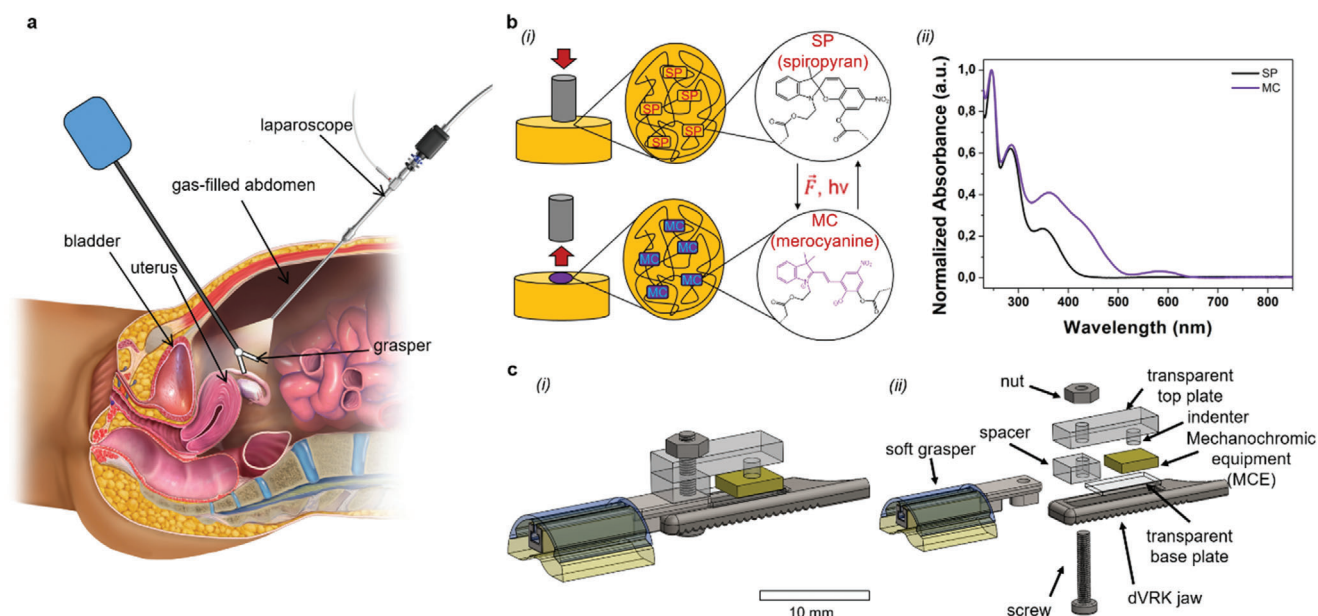 a
laparoscope
gas-filled abdomen
bladder
uterus
grasper
b
(i)
SP
SP
SP
SP
SP
SP
(spiropyran)
NO₂
N
O
O
O
O
O
F⃗, hν
MC
MC
MC
MC
MC
MC
(merocyanine)
NO₂
N
O
O
O
O
O
(ii)
Normalized Absorbance (a.u.)
1,0
0,8
0,6
0,4
0,2
0,0
300
400
500
600
700
800
Wavelength (nm)
SP
MC
c
(i)
10 mm
(ii)
nut
transparent
top plate
indenter
spacer
Mechanochromic
equipment
(MCE)
soft grasper
transparent
base plate
dVRK jaw
screw